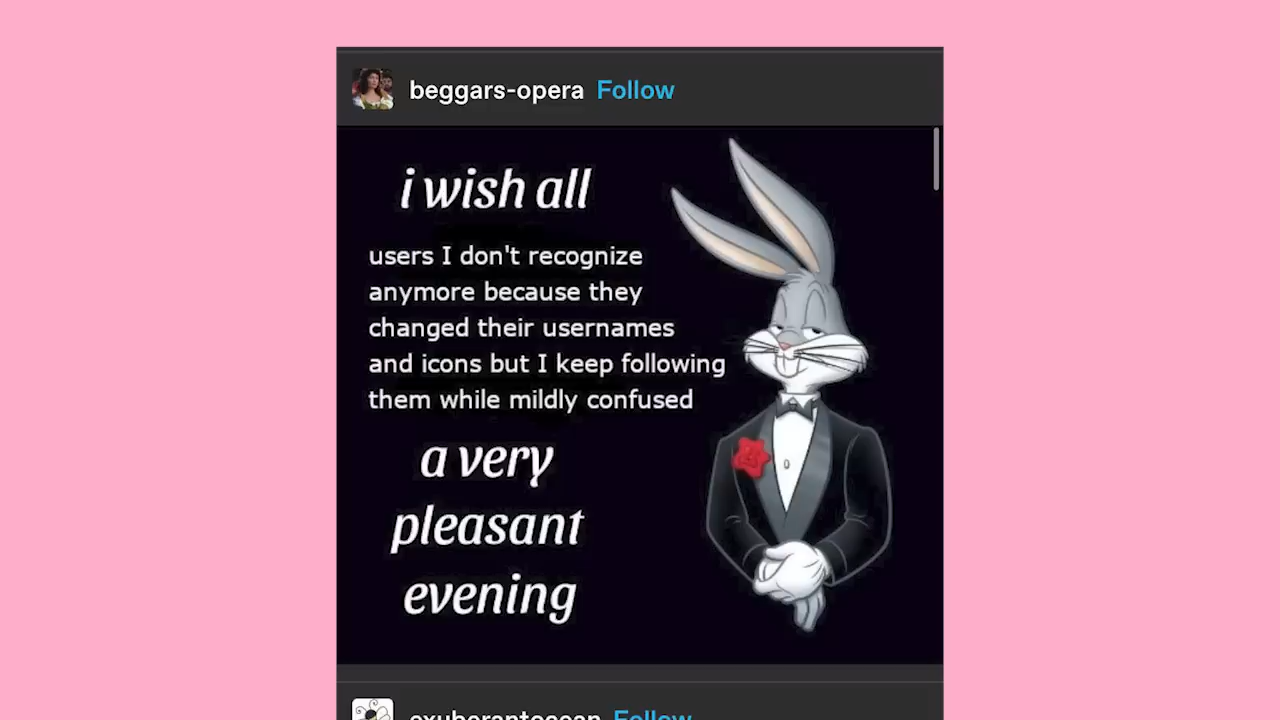 beggars-opera Follow
i wish all
users I don't recognize
anymore because they
changed their usernames
and icons but I keep following
them while mildly confused
a very
pleasant
evening
exuberantocean Follow